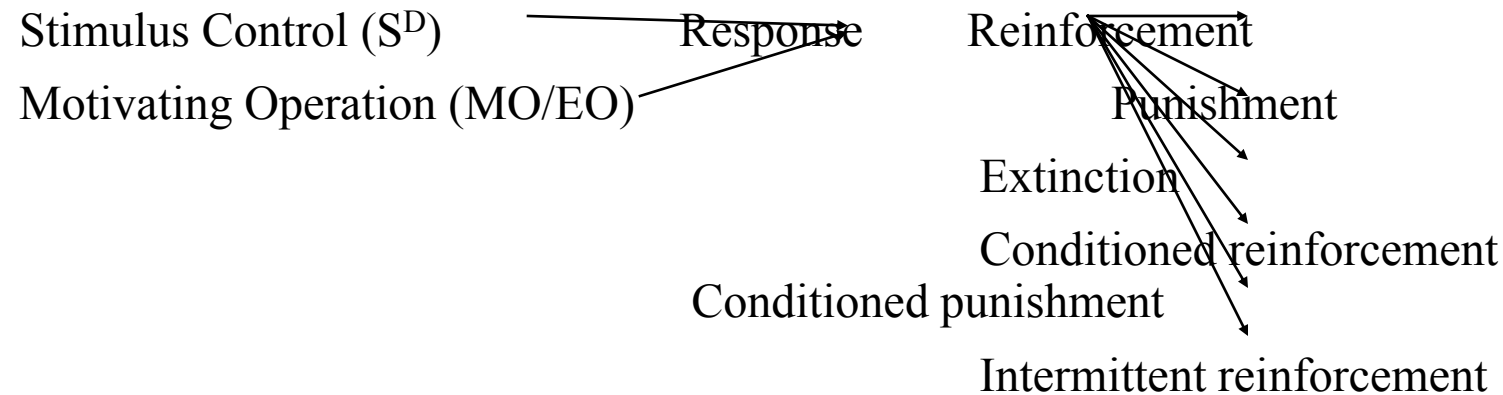 Stimulus Control (Sᴰ) Response Reinforcement
Motivating Operation (MO/EO) Punishment
Extinction
Conditioned reinforcement
Conditioned punishment
Intermittent reinforcement